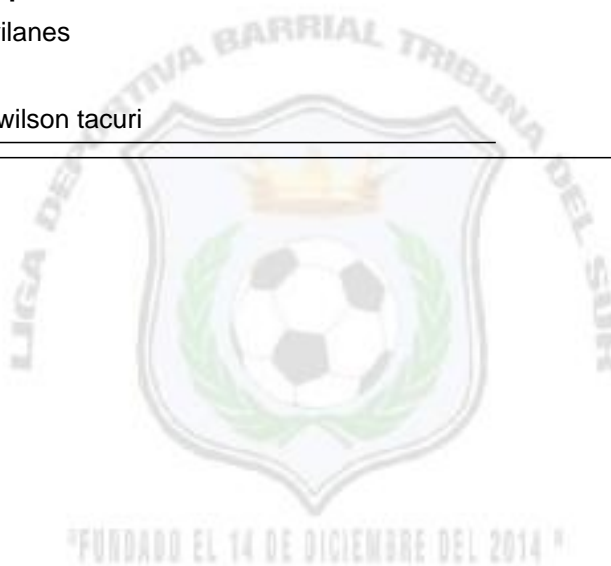 ilanes
wilson tacuri
LIGA DEPORTIVA BARRIAL TRIBUNA DEL SUR
"FUNDADO EL 14 DE DICIEMBRE DEL 2014 "